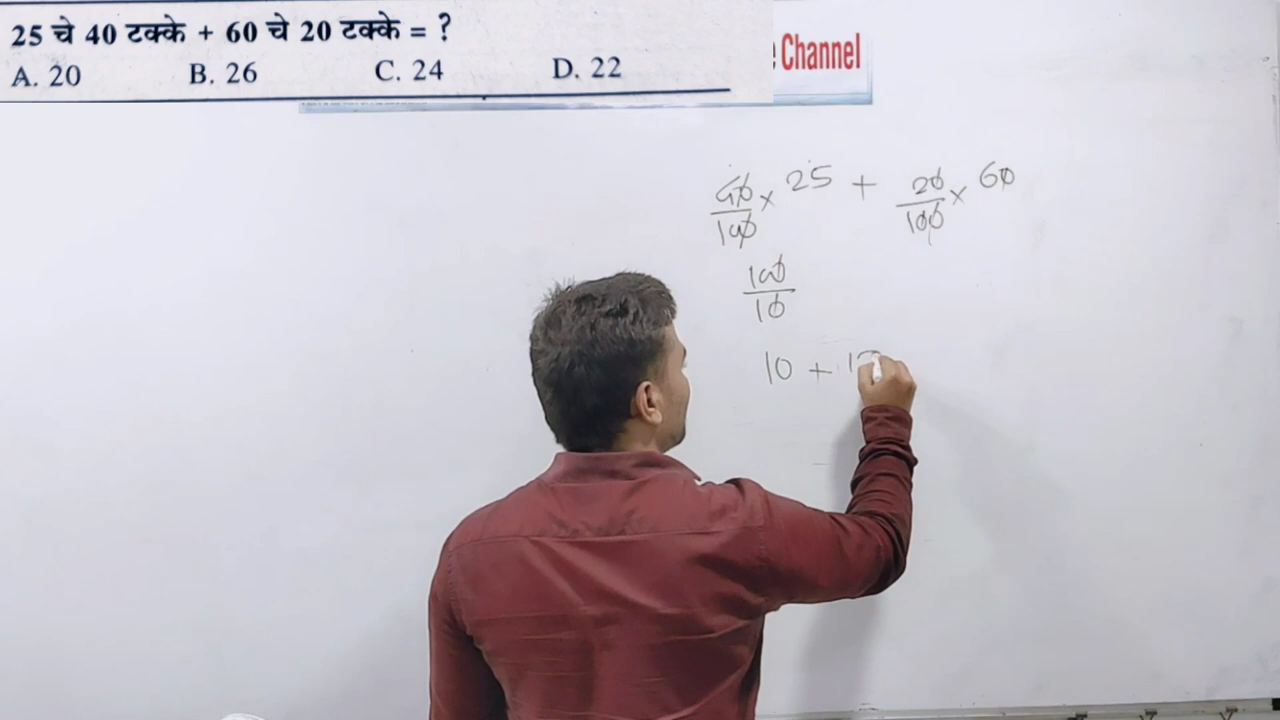 25 चे 40 टक्के + 60 चे 20 टक्के = ?
A. 20 B. 26 C. 24 D. 22
Channel
40/100 × 25 + 20/100 × 60
100/10
10 + 1